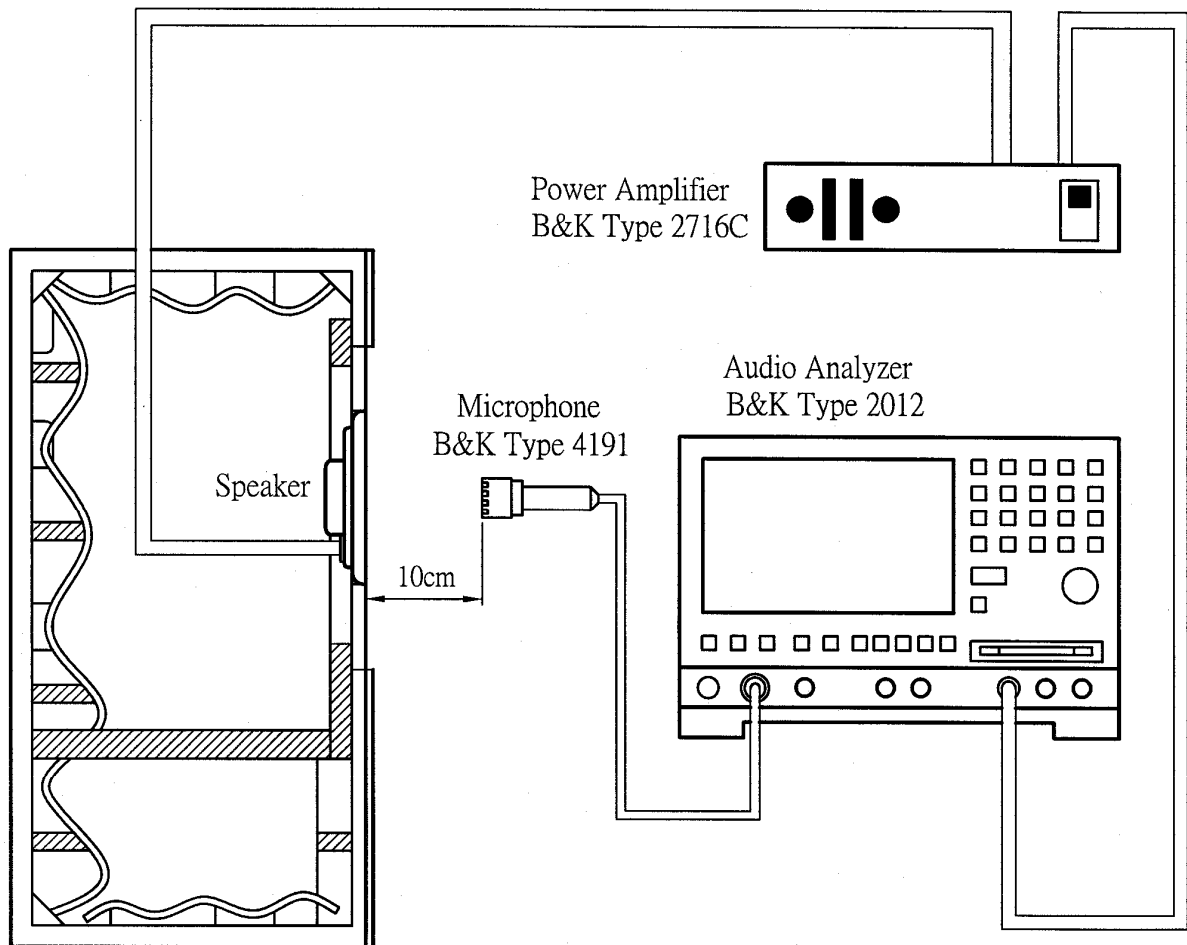 Power Amplifier
B&K Type 2716C
Audio Analyzer
B&K Type 2012
Microphone
B&K Type 4191
Speaker
10cm